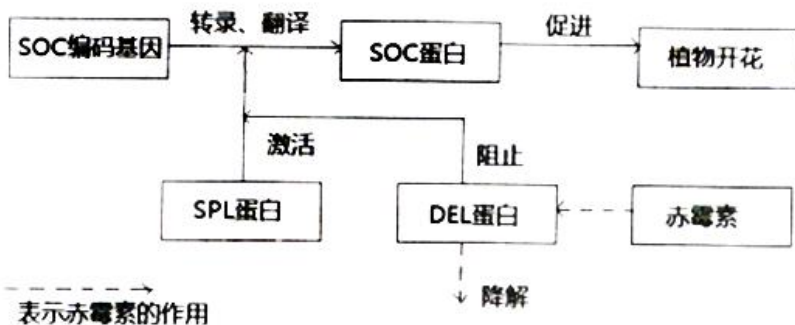 转录、翻译
促进
SOC编码基因
SOC蛋白
植物开花
激活
阻止
SPL蛋白
DEL蛋白
赤霉素
降解
表示赤霉素的作用